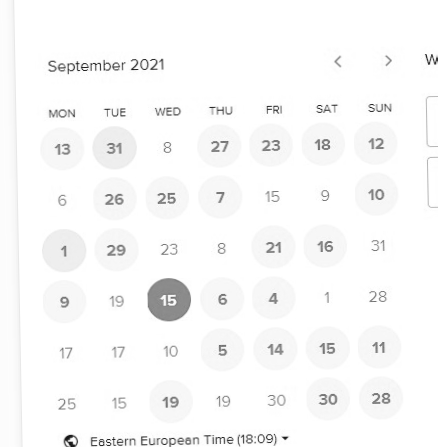 September 2021 < > W
MON TUE WED THU FRI SAT SUN
13 31 8 27 23 18 12
6 26 25 7 15 9 10
1 29 23 8 21 16 31
9 19 15 6 4 1 28
17 17 10 5 14 15 11
25 15 19 19 30 30 28
Eastern European Time (18:09)